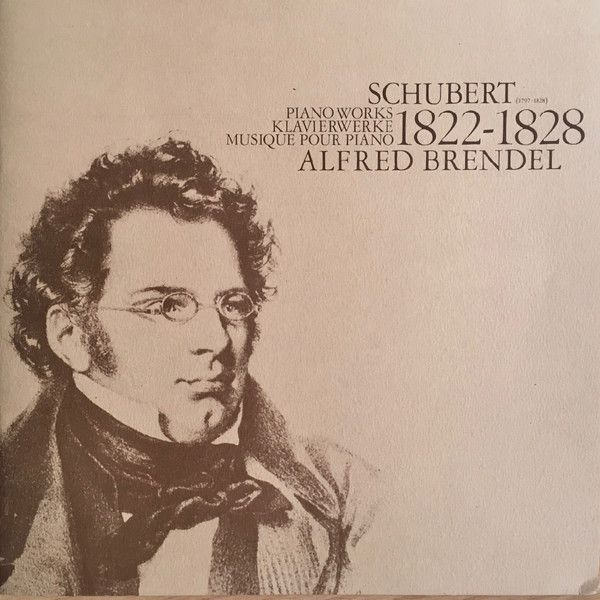 SCHUBERT (1797-1828)
PIANO WORKS
KLAVIERWERKE
MUSIQUE POUR PIANO 1822-1828
ALFRED BRENDEL